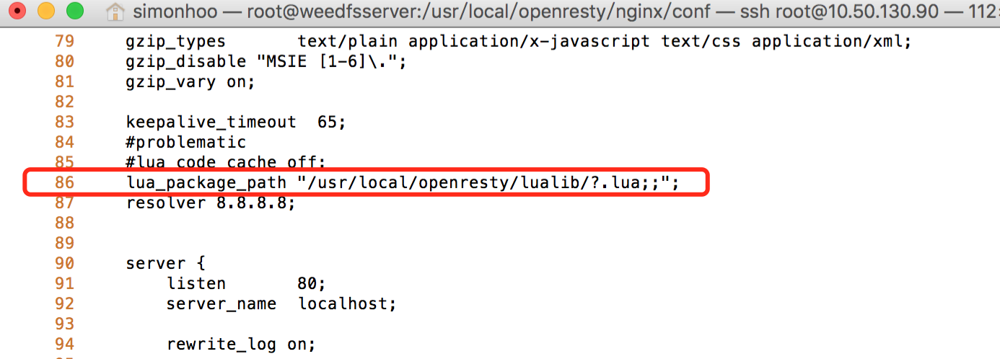 simonhoo — root@weedfsserver:/usr/local/openresty/nginx/conf — ssh root@10.50.130.90 — 112
79 gzip_types text/plain application/x-javascript text/css application/xml;
80 gzip_disable "MSIE [1-6]\.";
81 gzip_vary on;
82
83 keepalive_timeout 65;
84 #problematic
85 #lua_code_cache off;
86 lua_package_path "/usr/local/openresty/lualib/?.lua;;";
87 resolver 8.8.8.8;
88
89
90 server {
91 listen 80;
92 server_name localhost;
93
94 rewrite_log on;